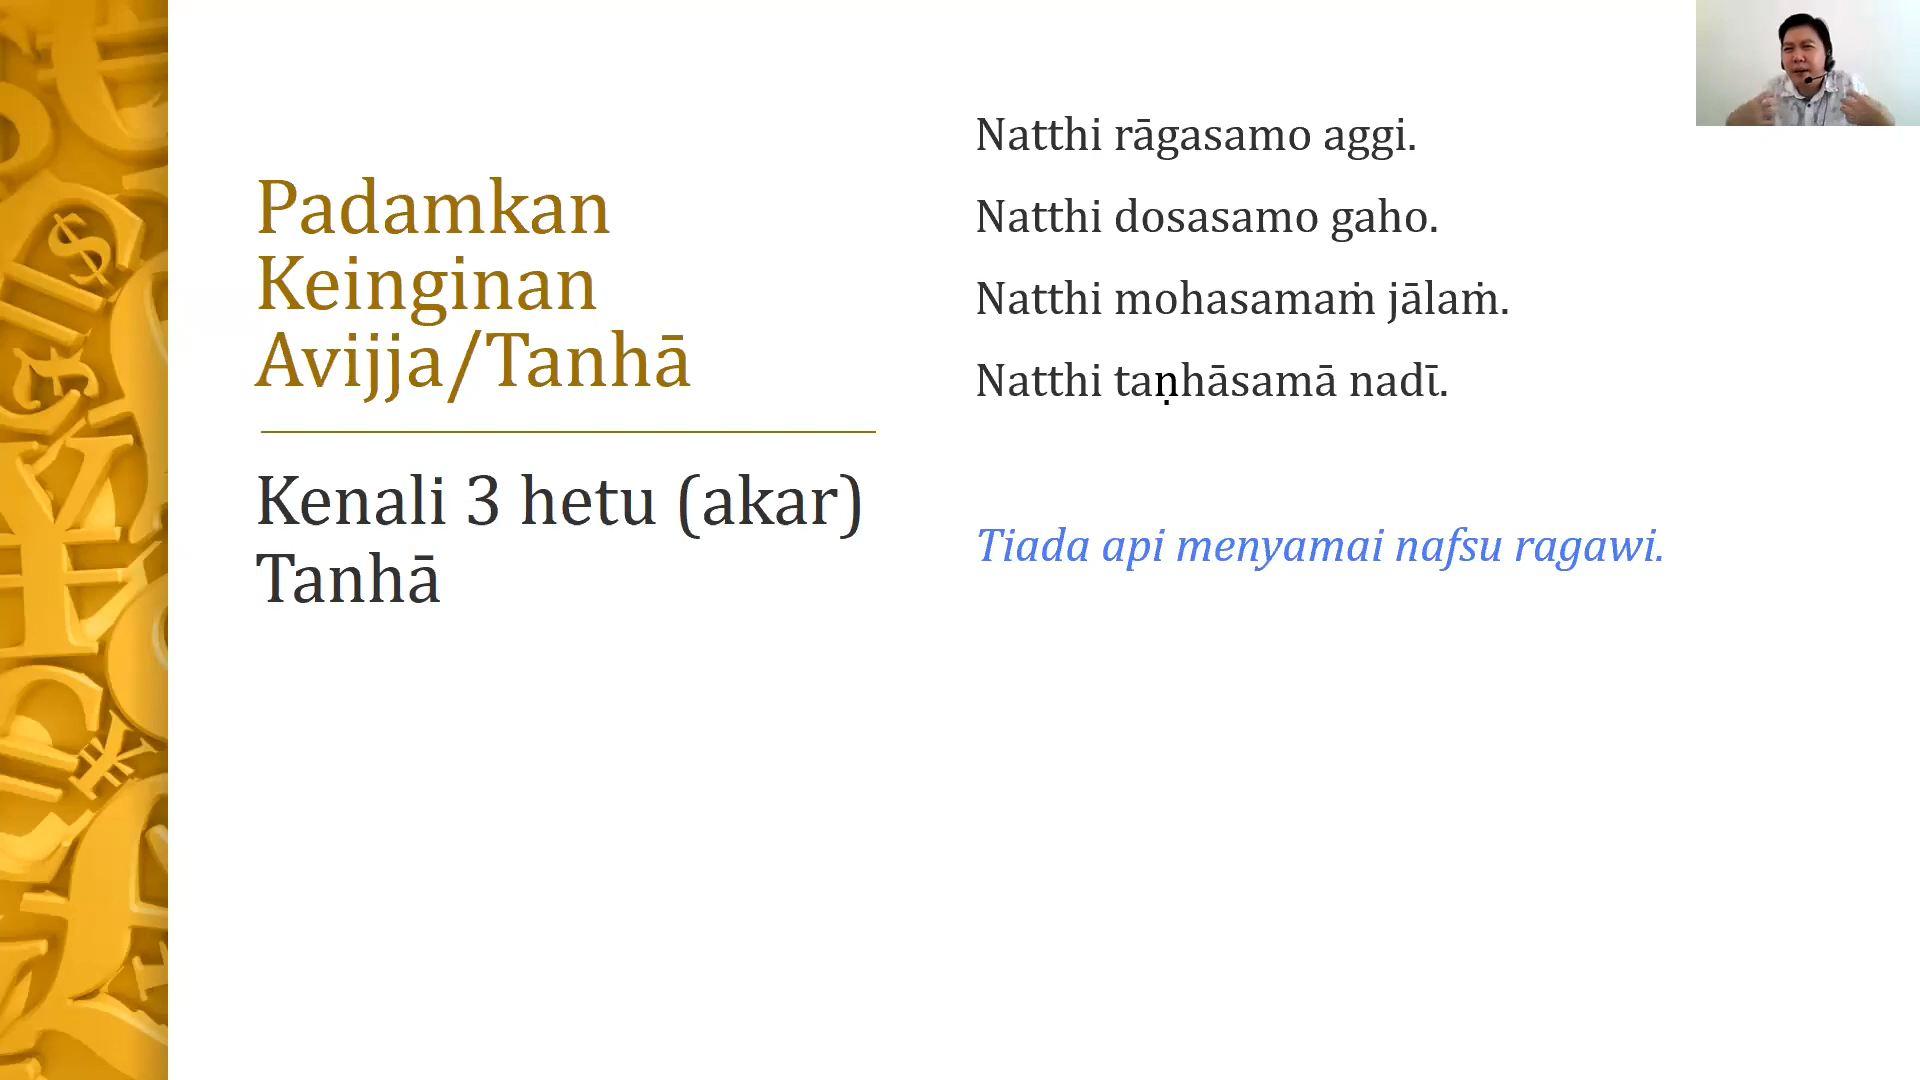 Padamkan
Keinginan
Avijja/Tanhā
Kenali 3 hetu (akar)
Tanhā
Natthi rāgasamo aggi.
Natthi dosasamo gaho.
Natthi mohasamaṁ jālaṁ.
Natthi taṇhāsamā nadī.
Tiada api menyamai nafsu ragawi.